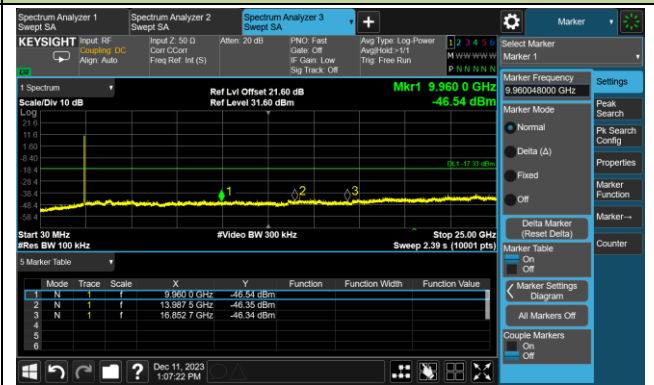 Spectrum Analyzer 1
Swept SA
Spectrum Analyzer 2
Swept SA
Spectrum Analyzer 3
Swept SA
Marker
KEYSIGHT
Input: RF
Coupling: DC
Align: Auto
Input Z: 50 Ω
Corr CCorr
Freq Ref: Int (S)
Atten: 20 dB
PNO: Fast
Gate: Off
IF Gain: Low
Sig Track: Off
Avg Type: Log-Power
Avg|Hold:>1/1
Trig: Free Run
1 2 3 4 5 6
M W W W W W
P N N N N N
Select Marker
Marker 1
1 Spectrum
Scale/Div 10 dB
Log
Ref Lvl Offset 21.60 dB
Ref Level 31.60 dBm
Mkr1 9.960 0 GHz
-46.54 dBm
21.6
11.6
1.60
-8.40
-18.4
-28.4
-38.4
-48.4
-58.4
DL1 -17.33 dBm
1
2
3
Start 30 MHz
#Res BW 100 kHz
#Video BW 300 kHz
Stop 25.00 GHz
Sweep 2.39 s (10001 pts)
5 Marker Table
Mode Trace Scale X Y Function Function Width Function Value
1 N 1 f 9.960 0 GHz -46.54 dBm
2 N 1 f 13.987 5 GHz -46.35 dBm
3 N 1 f 16.852 7 GHz -46.34 dBm
4
5
6
Marker Frequency
9.960048000 GHz
Marker Mode
Normal
Delta (Δ)
Fixed
Off
Delta Marker
(Reset Delta)
Marker Table
On
Off
Marker Settings
Diagram
All Markers Off
Couple Markers
On
Off
Settings
Peak
Search
Pk Search
Config
Properties
Marker
Function
Marker→
Counter
?
Dec 11, 2023
1:07:22 PM